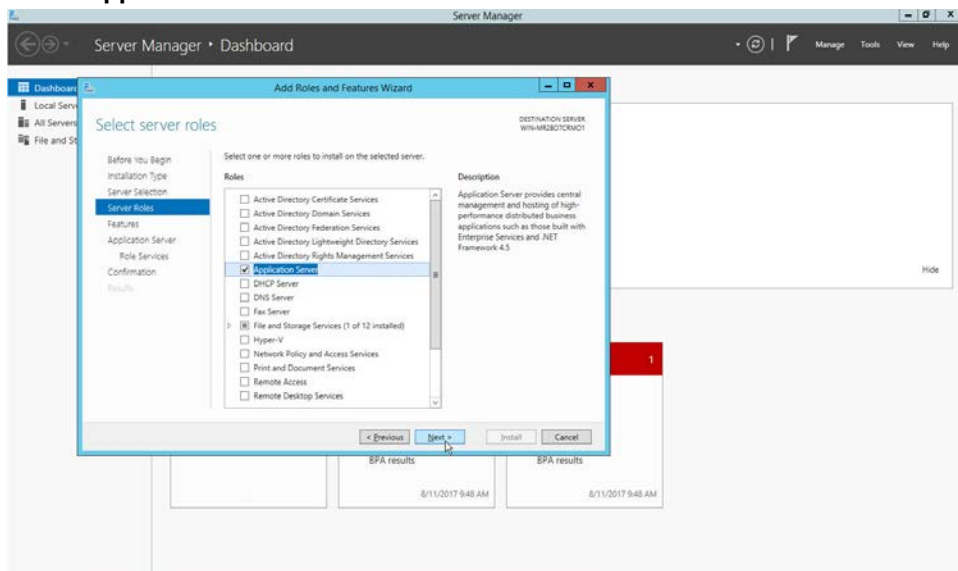 Server Manager
Server Manager • Dashboard
Manage Tools View Help
Dashboard
Local Serv
All Servers
File and St
Add Roles and Features Wizard
Select server roles
DESTINATION SERVER
WIN-MR2BO7CRMO1
Before You Begin
Installation Type
Server Selection
Server Roles
Features
Application Server
Role Services
Confirmation
Results
Select one or more roles to install on the selected server.
Roles
Active Directory Certificate Services
Active Directory Domain Services
Active Directory Federation Services
Active Directory Lightweight Directory Services
Active Directory Rights Management Services
Application Server
DHCP Server
DNS Server
Fax Server
File and Storage Services (1 of 12 installed)
Hyper-V
Network Policy and Access Services
Print and Document Services
Remote Access
Remote Desktop Services
Description
Application Server provides central
management and hosting of high-
performance distributed business
applications such as those built with
Enterprise Services and .NET
Framework 4.5
< Previous Next > Install Cancel
Hide
1
BPA results
8/11/2017 9:48 AM
BPA results
8/11/2017 9:48 AM